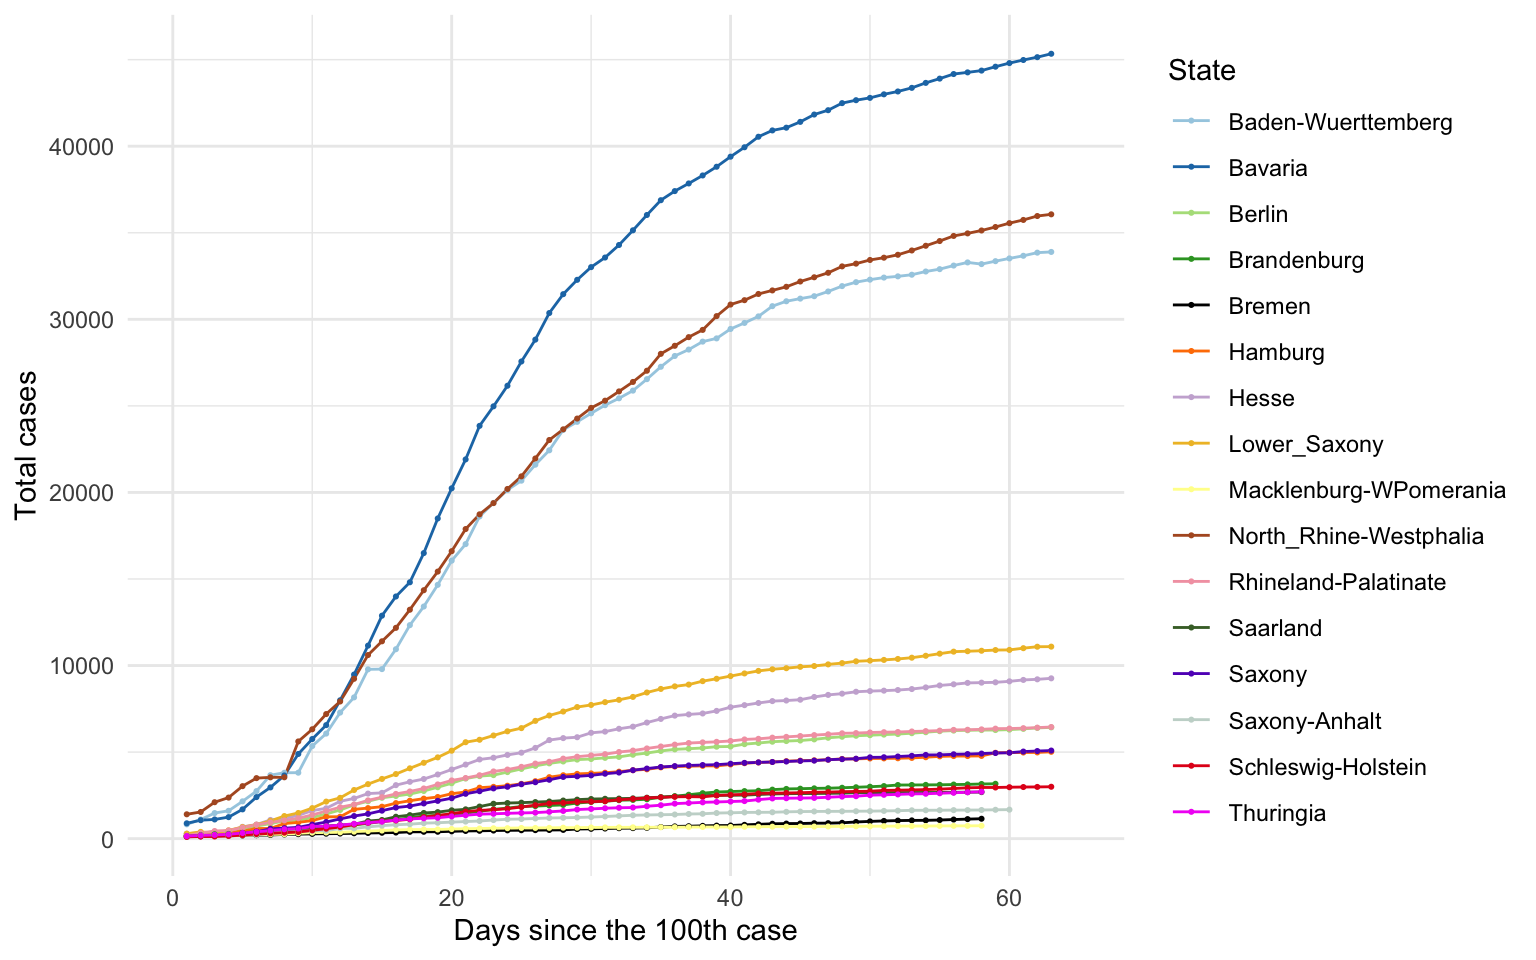 State
Baden-Wuerttemberg
Bavaria
Berlin
Brandenburg
Bremen
Hamburg
Hesse
Lower_Saxony
Macklenburg-WPomerania
North_Rhine-Westphalia
Rhineland-Palatinate
Saarland
Saxony
Saxony-Anhalt
Schleswig-Holstein
Thuringia
Total cases
40000
30000
20000
10000
0
0 20 40 60
Days since the 100th case